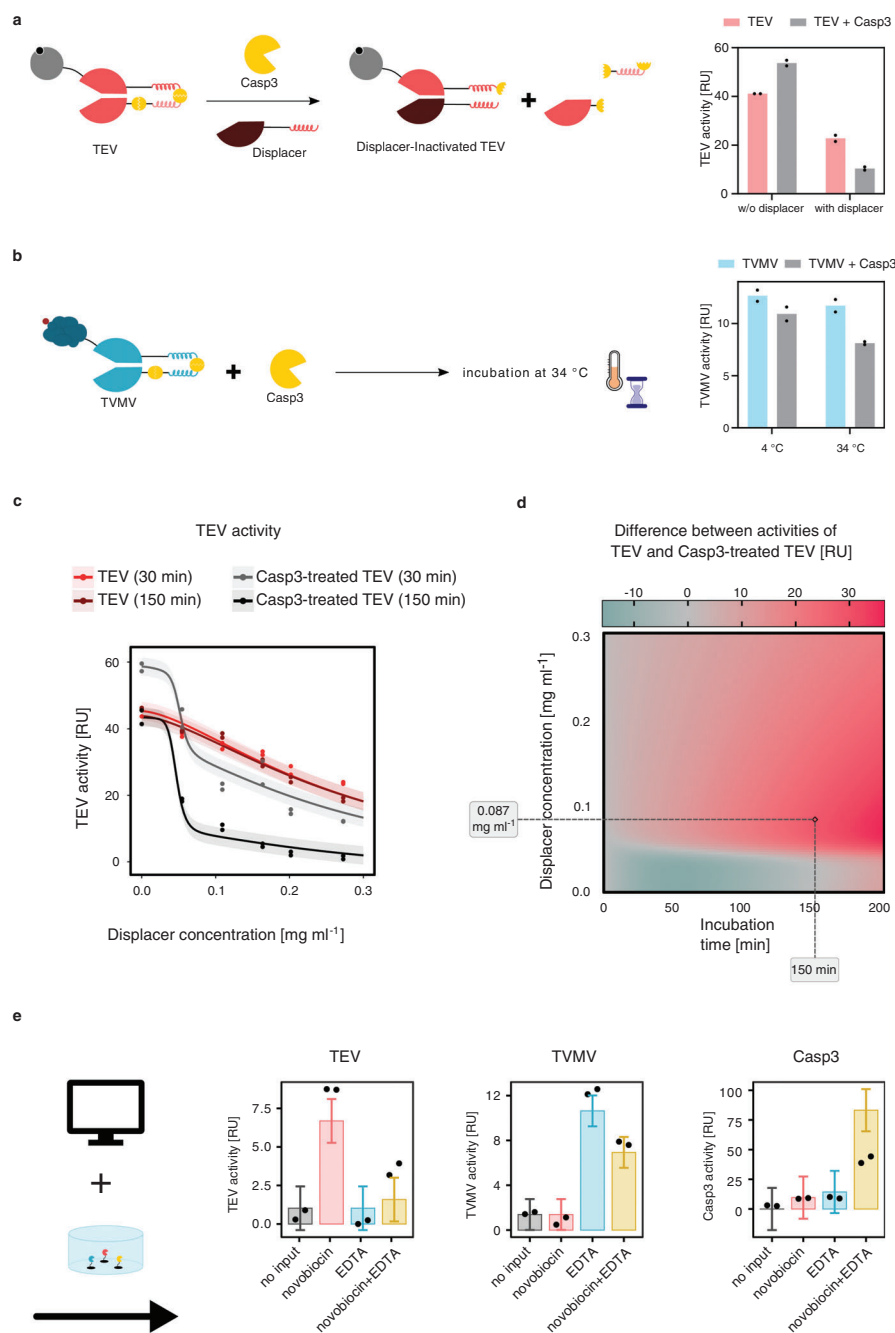 a
Casp3
TEV
Displacer
Displacer-Inactivated TEV
TEV
TEV + Casp3
TEV activity [RU]
60
40
20
0
w/o displacer
with displacer
b
TVMV
Casp3
incubation at 34 °C
TVMV
TVMV + Casp3
TVMV activity [RU]
10
5
0
4 °C
34 °C
c
TEV activity
TEV (30 min)
Casp3-treated TEV (30 min)
TEV (150 min)
Casp3-treated TEV (150 min)
TEV activity [RU]
60
40
20
0
0.0
0.1
0.2
0.3
Displacer concentration [mg ml⁻¹]
d
Difference between activities of
TEV and Casp3-treated TEV [RU]
-10
0
10
20
30
Displacer concentration [mg ml⁻¹]
0.3
0.2
0.1
0.0
0.087
mg ml⁻¹
0
50
100
150
200
Incubation
time [min]
150 min
e
TEV
TEV activity [RU]
7.5
5.0
2.5
0.0
no input
novobiocin
EDTA
novobiocin+EDTA
TVMV
TVMV activity [RU]
12
8
4
0
no input
novobiocin
EDTA
novobiocin+EDTA
Casp3
Casp3 activity [RU]
100
75
50
25
0
no input
novobiocin
EDTA
novobiocin+EDTA